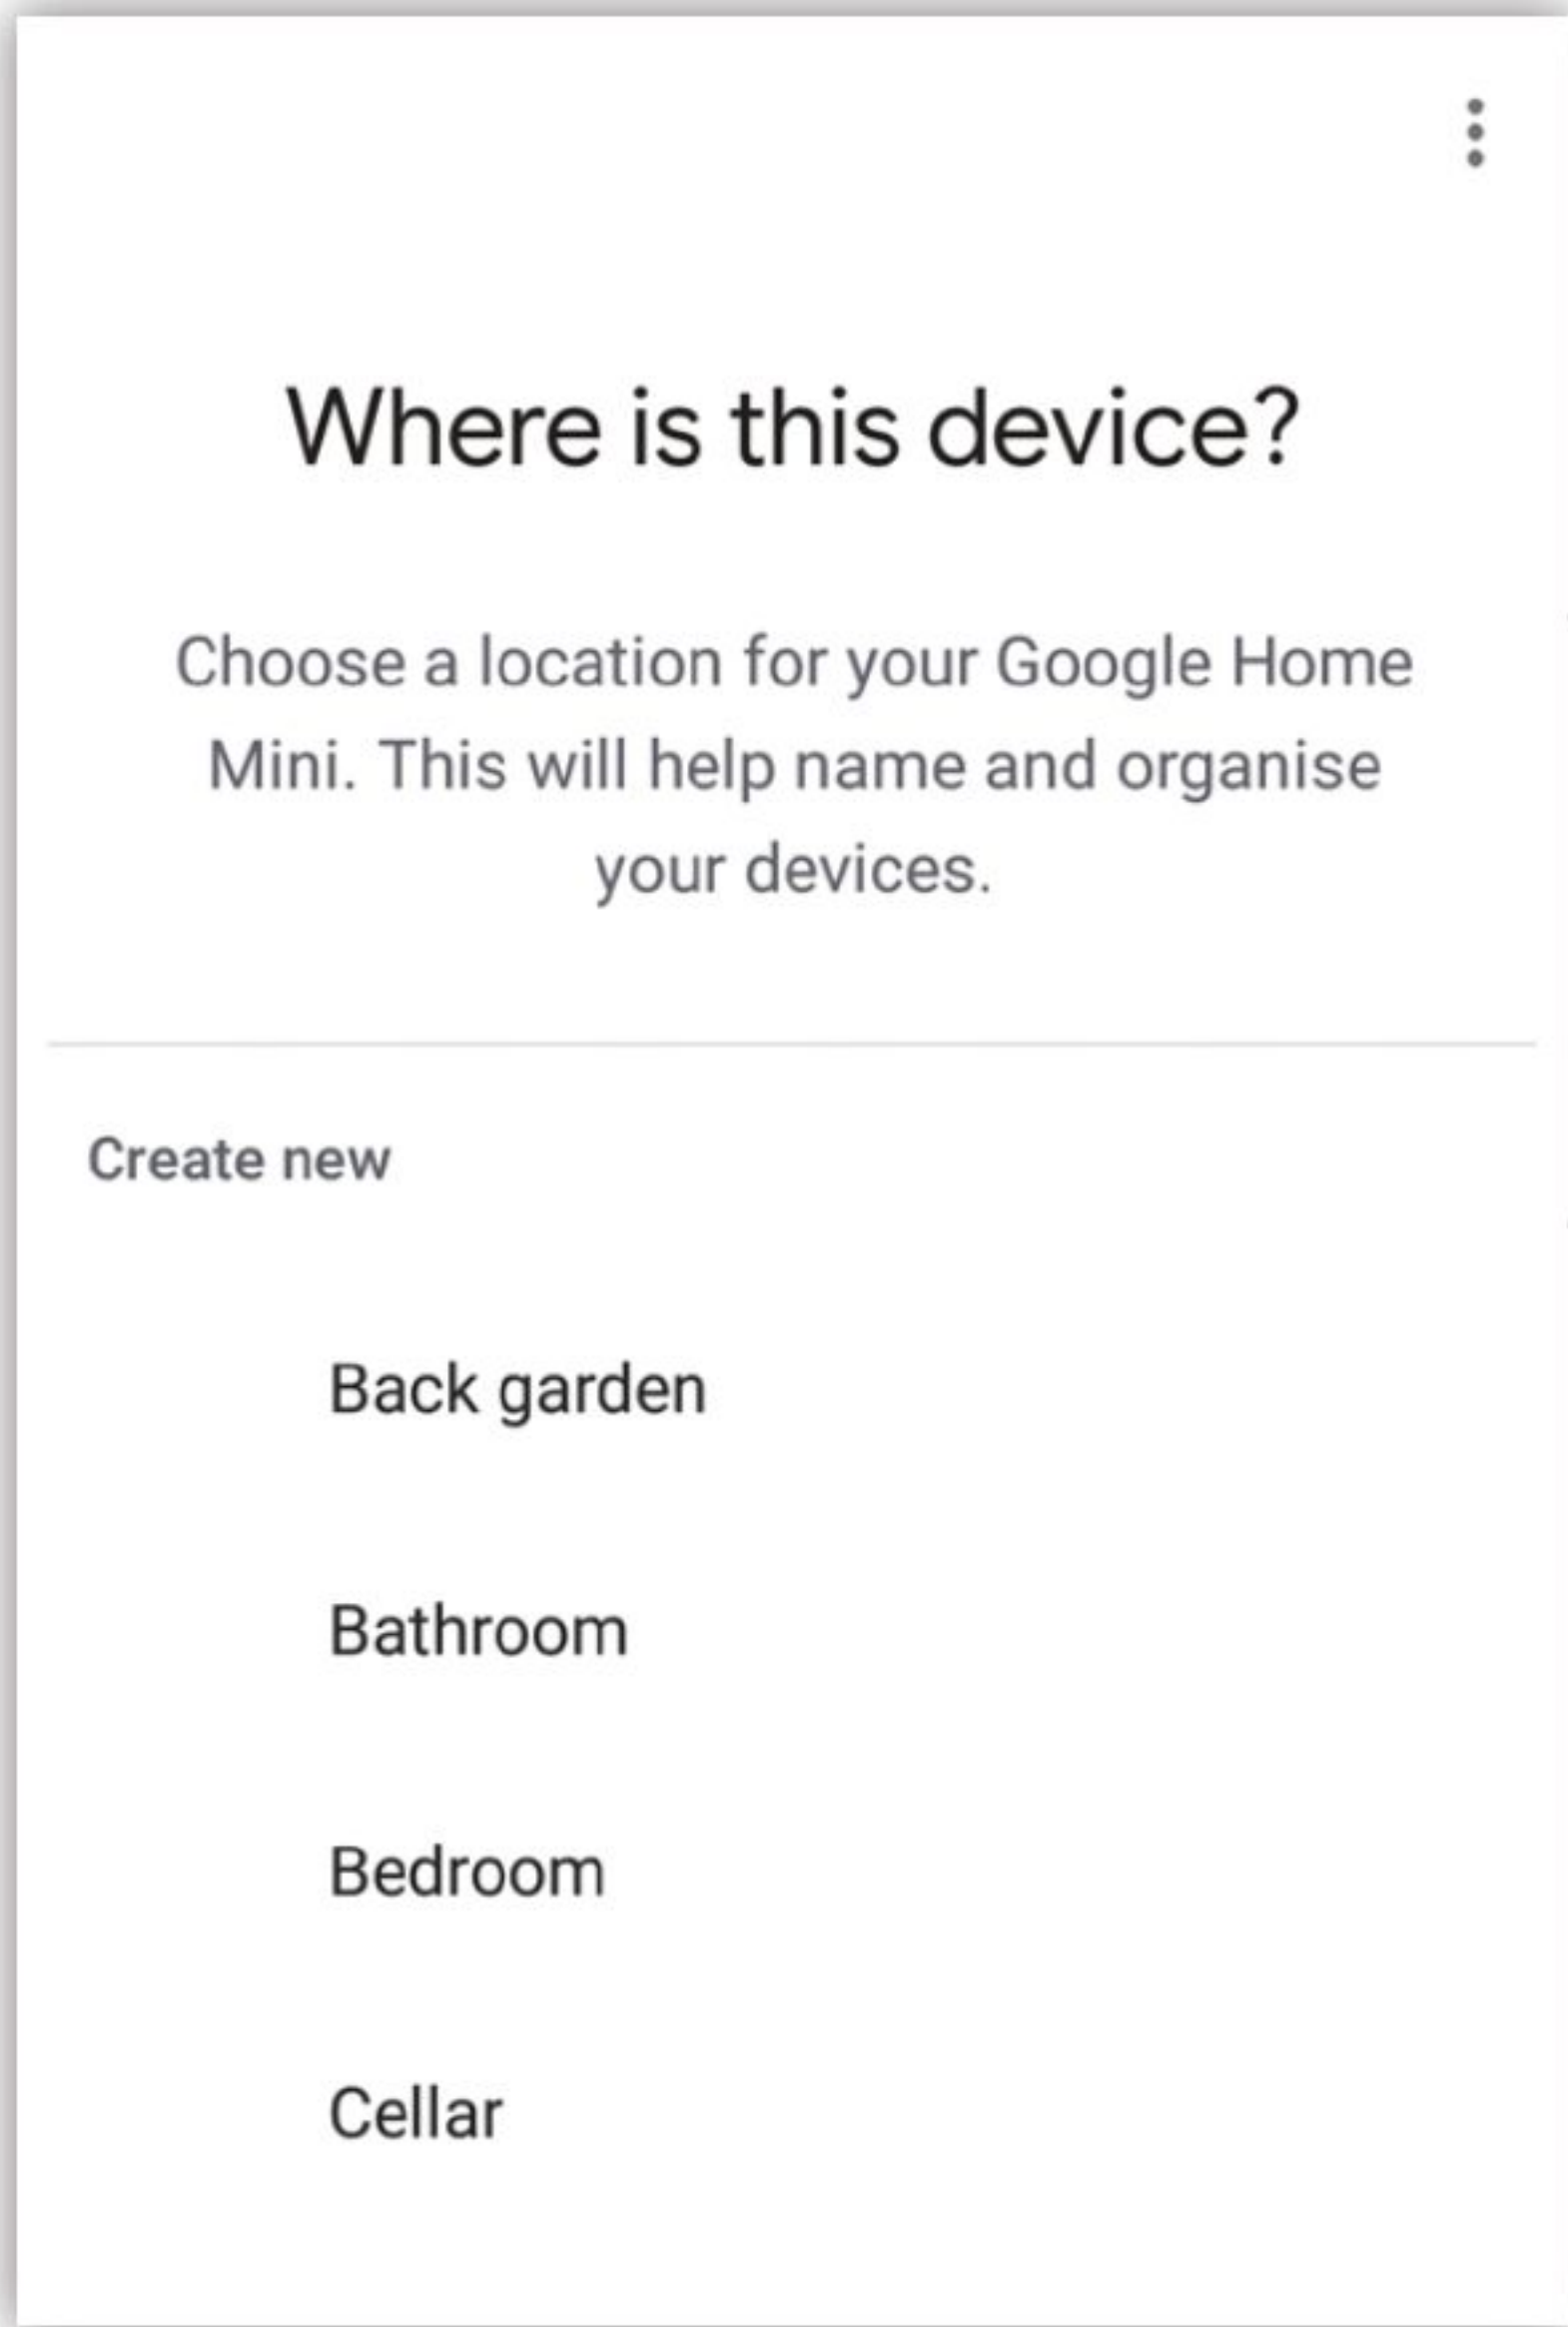 Where is this device?
Choose a location for your Google Home
Mini. This will help name and organise
your devices.
Create new
Back garden
Bathroom
Bedroom
Cellar